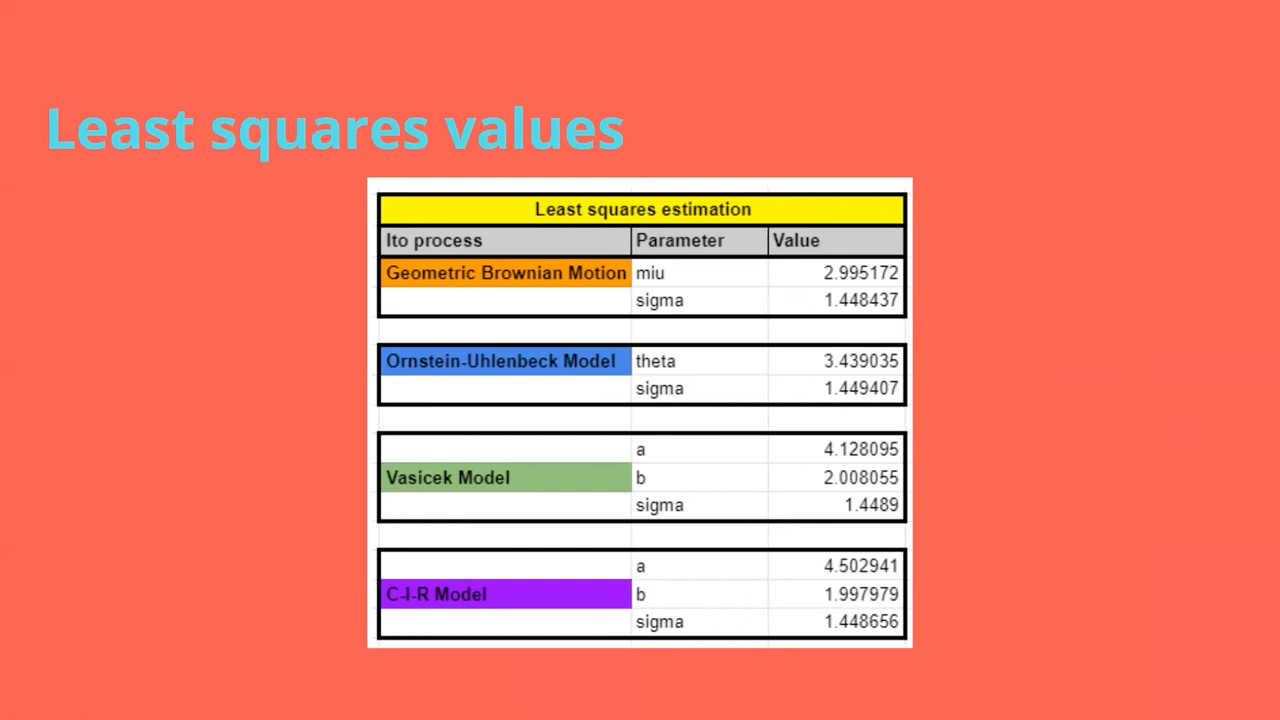 Least squares values
Least squares estimation
Ito process Parameter Value
Geometric Brownian Motion miu 2.995172
sigma 1.448437
Ornstein-Uhlenbeck Model theta 3.439035
sigma 1.449407
a 4.128095
Vasicek Model b 2.008055
sigma 1.4489
a 4.502941
C-I-R Model b 1.997979
sigma 1.448656